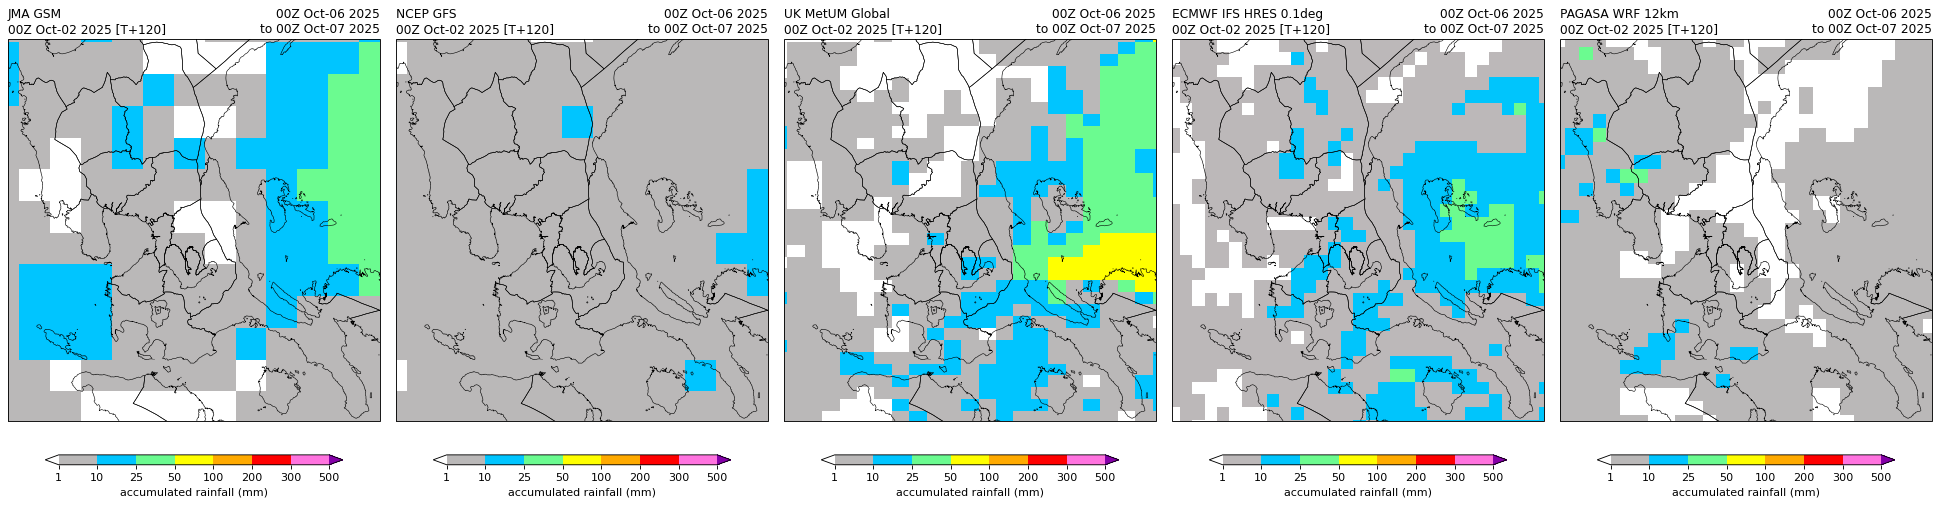 JMA GSM 00Z Oct-06 2025
00Z Oct-02 2025 [T+120] to 00Z Oct-07 2025
1 10 25 50 100 200 300 500
accumulated rainfall (mm)
NCEP GFS 00Z Oct-06 2025
00Z Oct-02 2025 [T+120] to 00Z Oct-07 2025
1 10 25 50 100 200 300 500
accumulated rainfall (mm)
UK MetUM Global 00Z Oct-06 2025
00Z Oct-02 2025 [T+120] to 00Z Oct-07 2025
1 10 25 50 100 200 300 500
accumulated rainfall (mm)
ECMWF IFS HRES 0.1deg 00Z Oct-06 2025
00Z Oct-02 2025 [T+120] to 00Z Oct-07 2025
1 10 25 50 100 200 300 500
accumulated rainfall (mm)
PAGASA WRF 12km 00Z Oct-06 2025
00Z Oct-02 2025 [T+120] to 00Z Oct-07 2025
1 10 25 50 100 200 300 500
accumulated rainfall (mm)